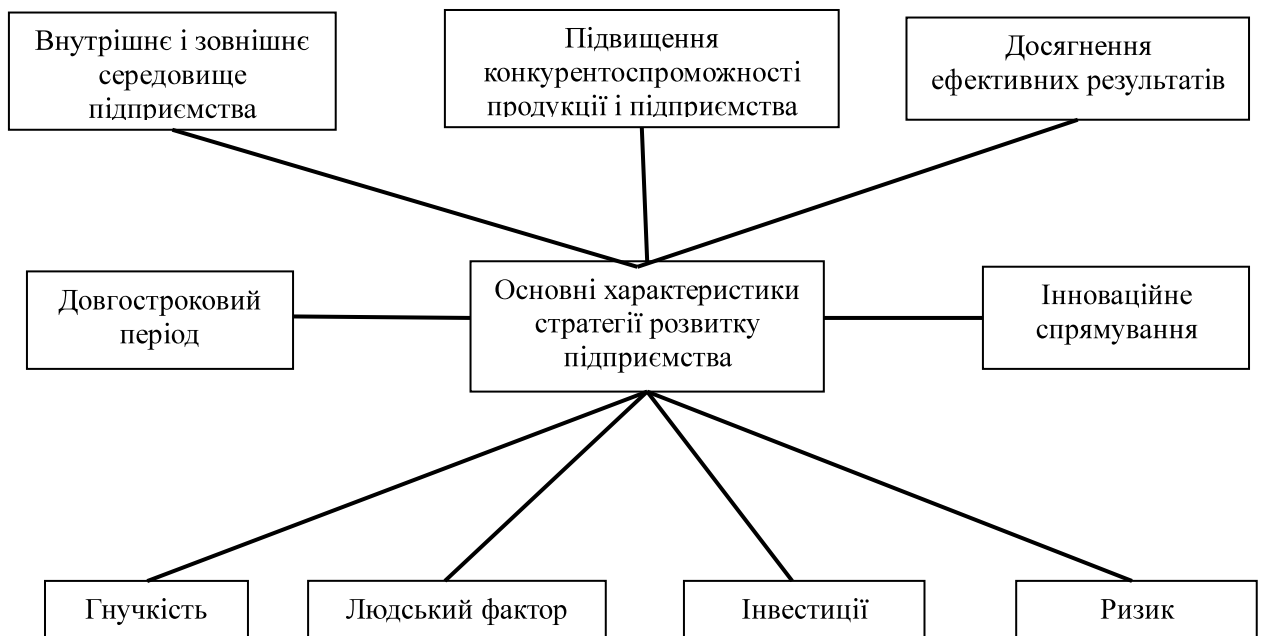 Внутрішнє і зовнішнє
середовище
підприємства
Підвищення
конкурентоспроможності
продукції і підприємства
Досягнення
ефективних результатів
Довгостроковий
період
Основні характеристики
стратегії розвитку
підприємства
Інноваційне
спрямування
Гнучкість
Людський фактор
Інвестиції
Ризик